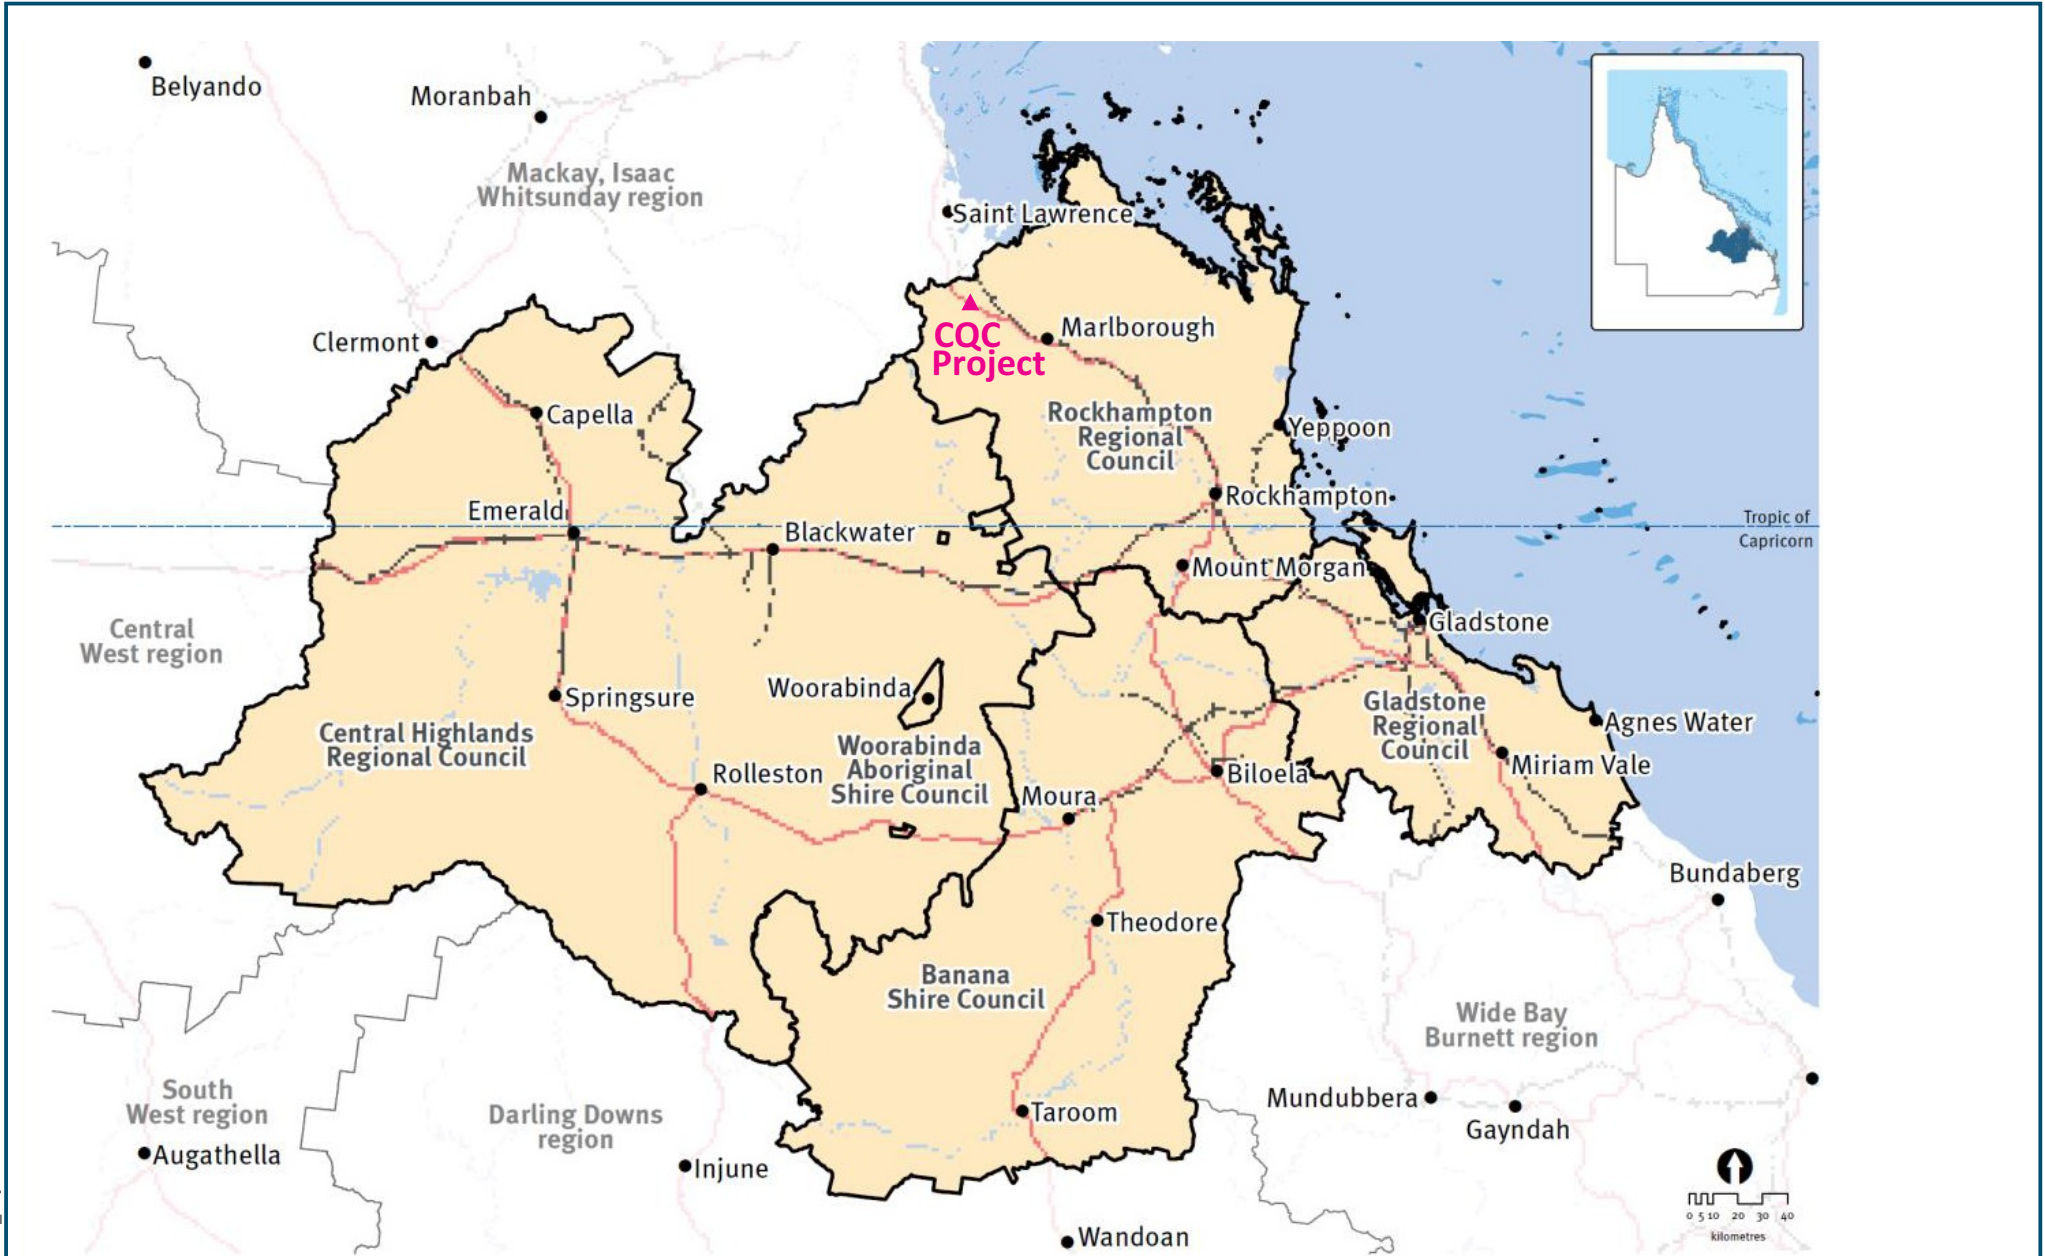 Belyando
Moranbah
Mackay, Isaac
Whitsunday region
Saint Lawrence
CQC
Project
Marlborough
Clermont
Capella
Rockhampton
Regional
Council
Yeppoon
Rockhampton
Emerald
Blackwater
Tropic of
Capricorn
Mount Morgan
Gladstone
Central
West region
Springsure
Woorabinda
Central Highlands
Regional Council
Woorabinda
Aboriginal
Shire Council
Gladstone
Regional
Council
Agnes Water
Miriam Vale
Rolleston
Moura
Biloela
Bundaberg
Theodore
Banana
Shire Council
Wide Bay
Burnett region
South
West region
Darling Downs
region
Taroom
Mundubbera
Gayndah
Augathella
Injune
Wandoan
0 5 10 20 30 40
kilometres